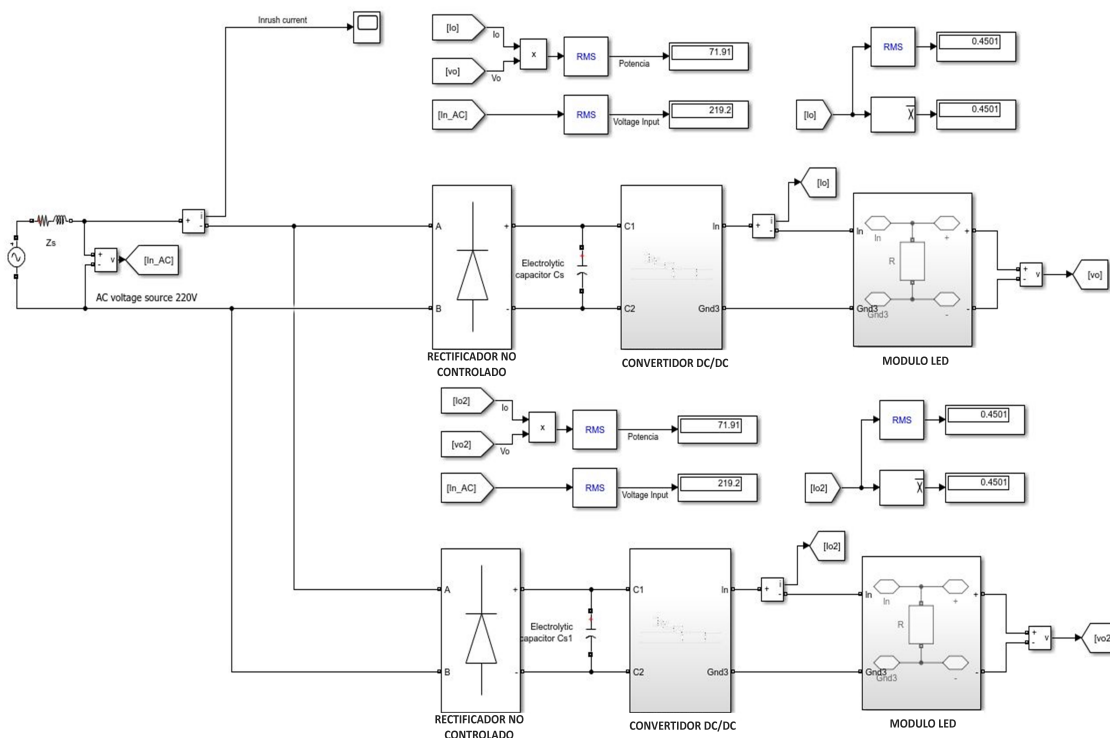 Inrush current
[Io]
Io
[vo]
Vo
x
RMS
Potencia
71.91
[In_AC]
RMS
Voltage Input
219.2
[Io]
RMS
0.4501
X
0.4501
Zs
+
v
-
[In_AC]
AC voltage source 220V
+
i
-
A
B
+
-
RECTIFICADOR NO
CONTROLADO
Electrolytic
capacitor Cs
C1
C2
In
Gnd3
CONVERTIDOR DC/DC
+
i
-
[Io]
In
Gnd3
In
+
R
Gnd3
-
+
-
MODULO LED
+
v
-
[vo]
[Io2]
Io
[vo2]
Vo
x
RMS
Potencia
71.91
[In_AC]
RMS
Voltage Input
219.2
[Io2]
RMS
0.4501
X
0.4501
A
B
+
-
RECTIFICADOR NO
CONTROLADO
Electrolytic
capacitor Cs1
C1
C2
In
Gnd3
CONVERTIDOR DC/DC
+
i
-
[Io2]
In
Gnd3
In
+
R
Gnd3
-
+
-
MODULO LED
+
v
-
[vo2